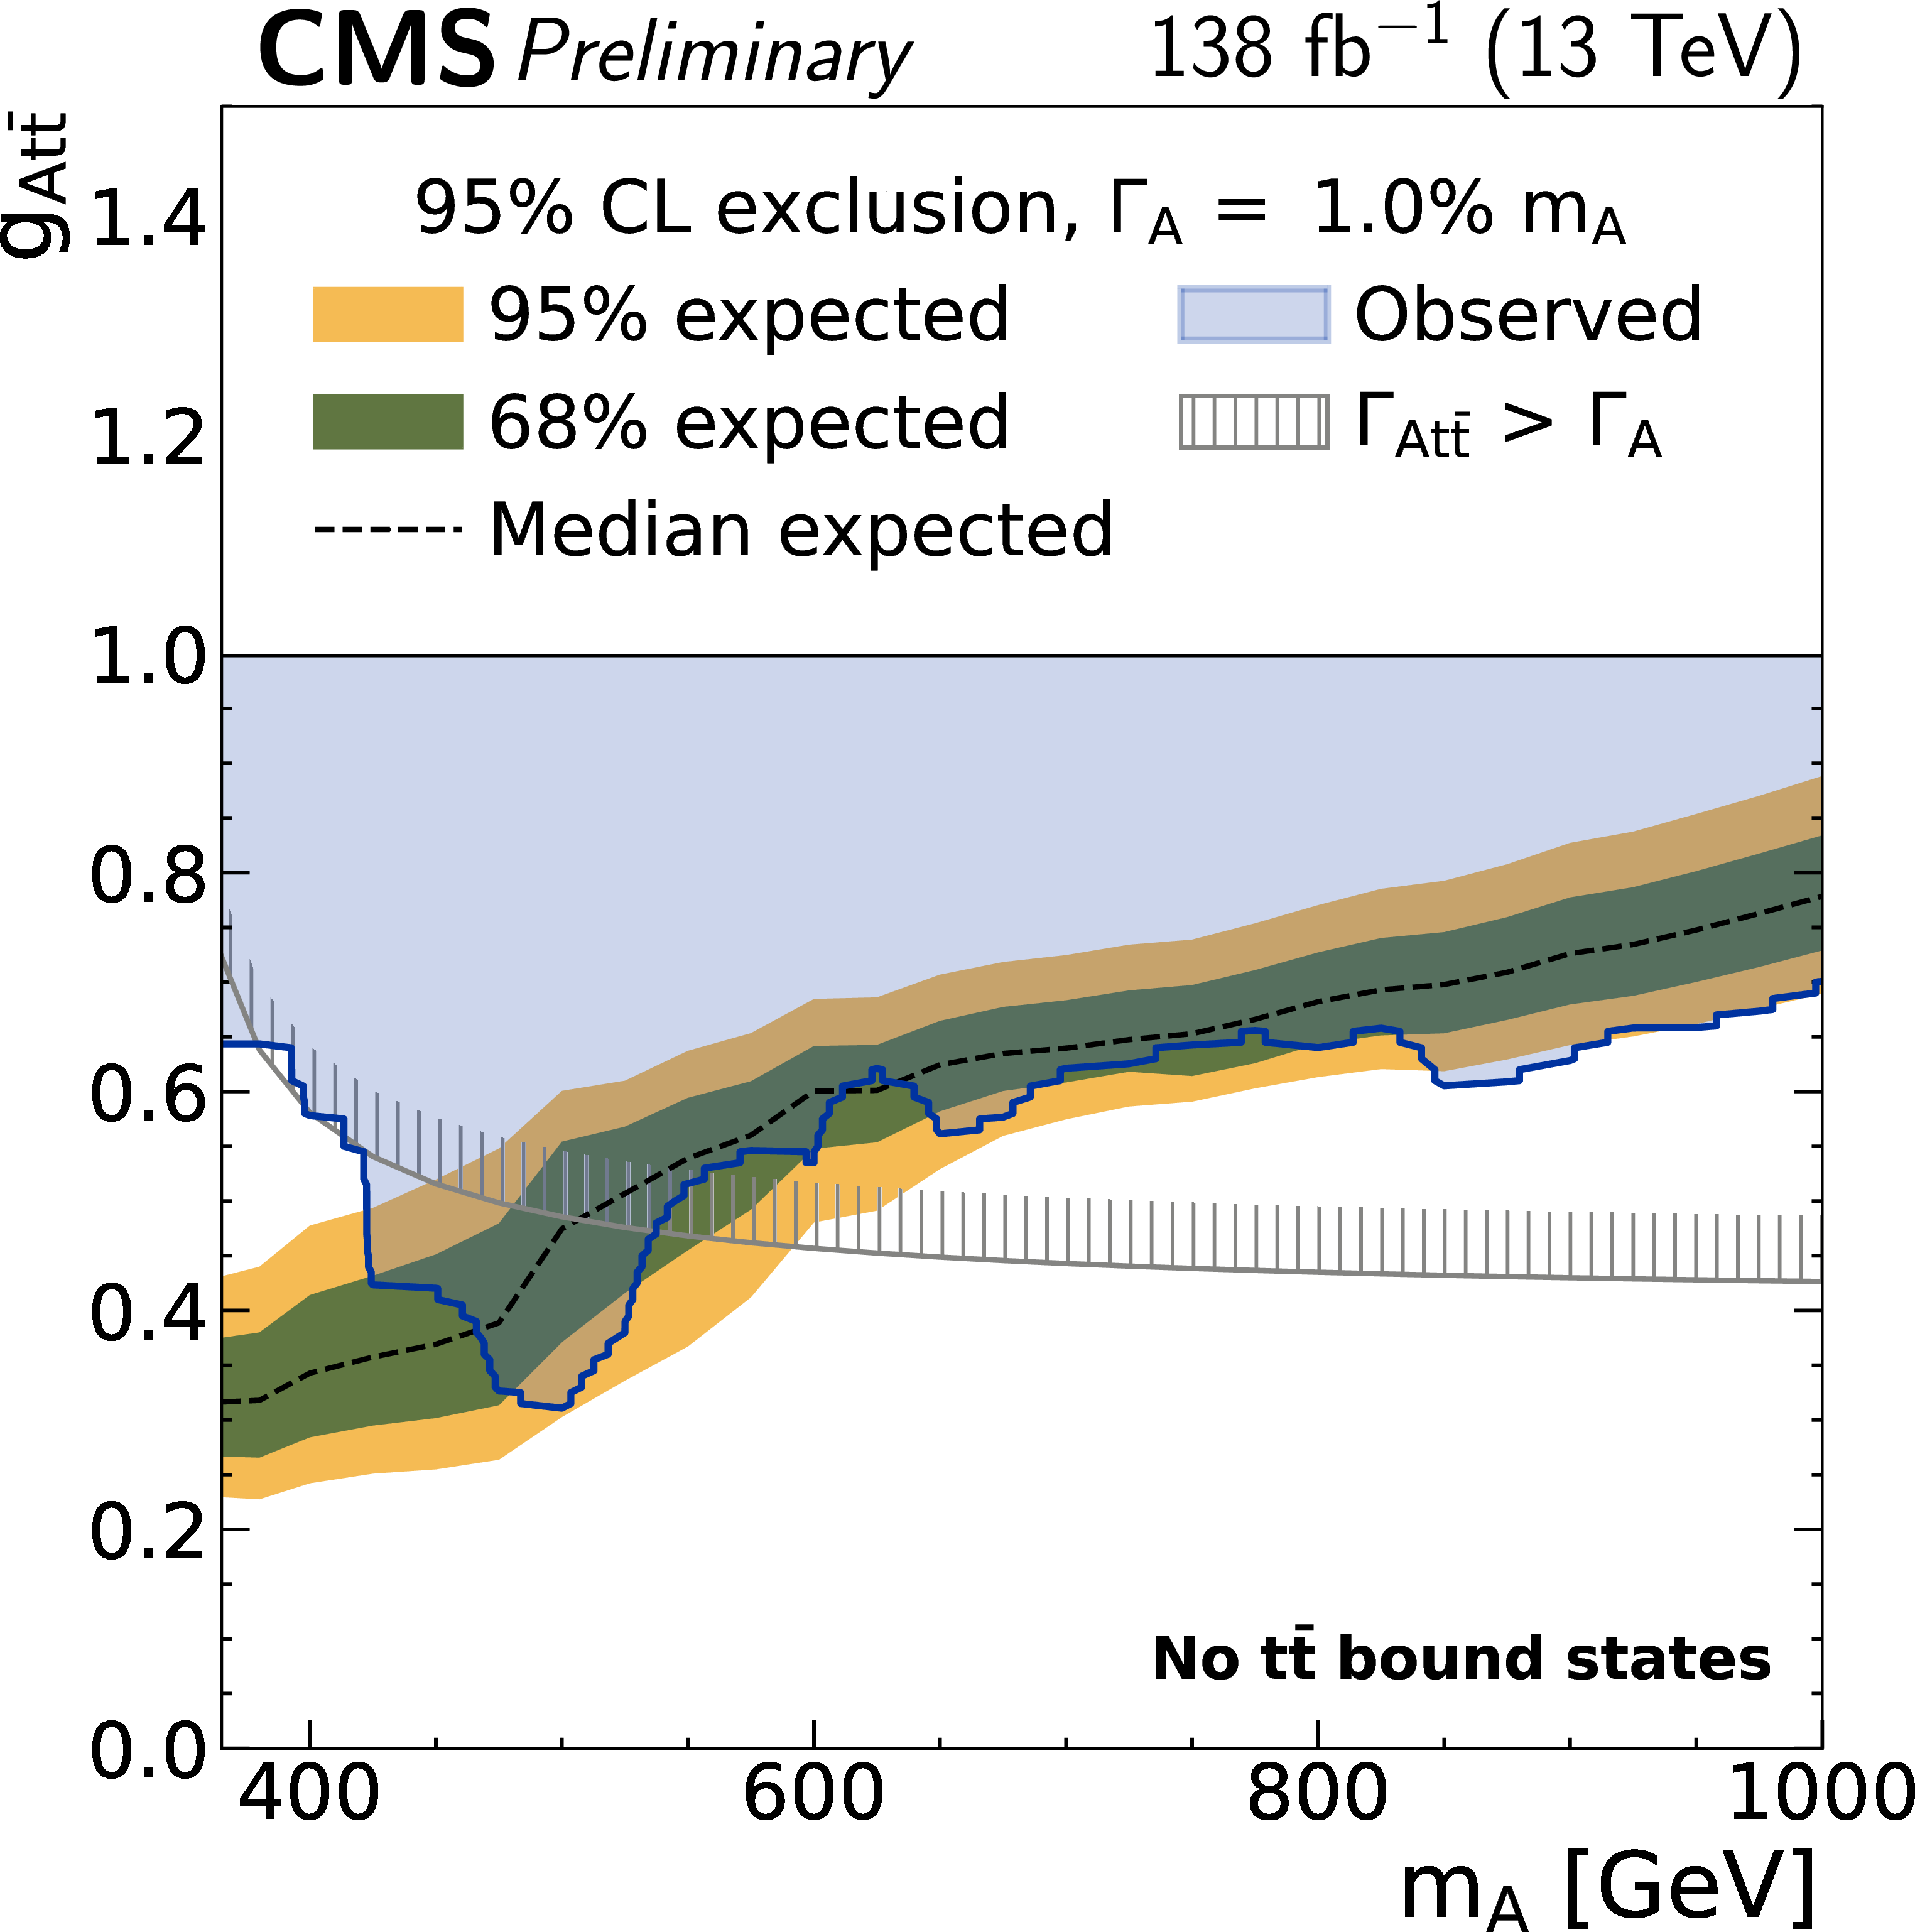 CMS Preliminary 138 fb⁻¹ (13 TeV)
g_Att̄
95% CL exclusion, Γ_A = 1.0% m_A
95% expected
Observed
68% expected
Γ_Att̄ > Γ_A
Median expected
1.4
1.2
1.0
0.8
0.6
0.4
0.2
0.0
No tt̄ bound states
400 600 800 1000
m_A [GeV]